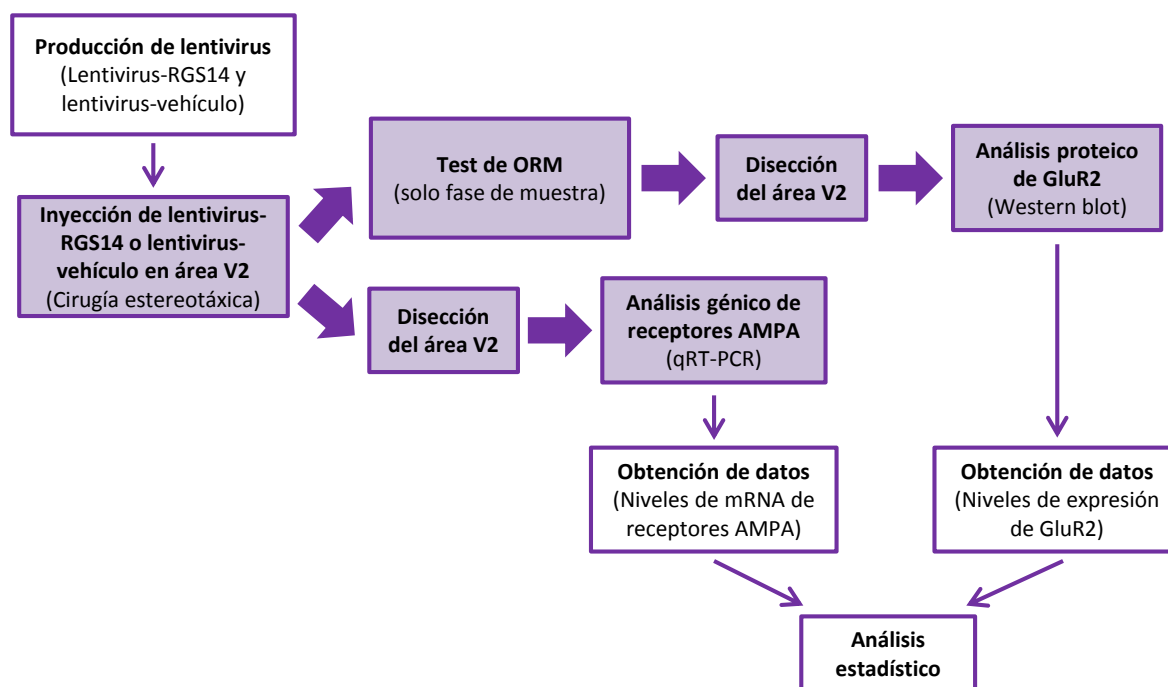 Producción de lentivirus
(Lentivirus-RGS14 y
lentivirus-vehículo)
Inyección de lentivirus-
RGS14 o lentivirus-
vehículo en área V2
(Cirugía estereotáxica)
Test de ORM
(solo fase de muestra)
Disección
del área V2
Análisis proteico
de GluR2
(Western blot)
Disección
del área V2
Análisis génico de
receptores AMPA
(qRT-PCR)
Obtención de datos
(Niveles de mRNA de
receptores AMPA)
Obtención de datos
(Niveles de expresión
de GluR2)
Análisis
estadístico